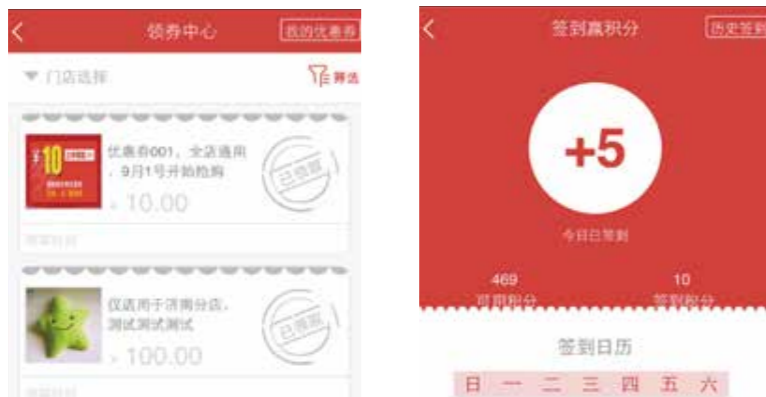 领券中心
我的优惠券
门店选择
筛选
10
优惠券001，全店通用
，9月1号开始抢购
10.00
已领取
仅适用于济南分店，
测试测试测试
100.00
已领取
签到赢积分
历史签到
+5
今日已签到
469
10
可用积分
签到积分
签到日历
日 一 二 三 四 五 六